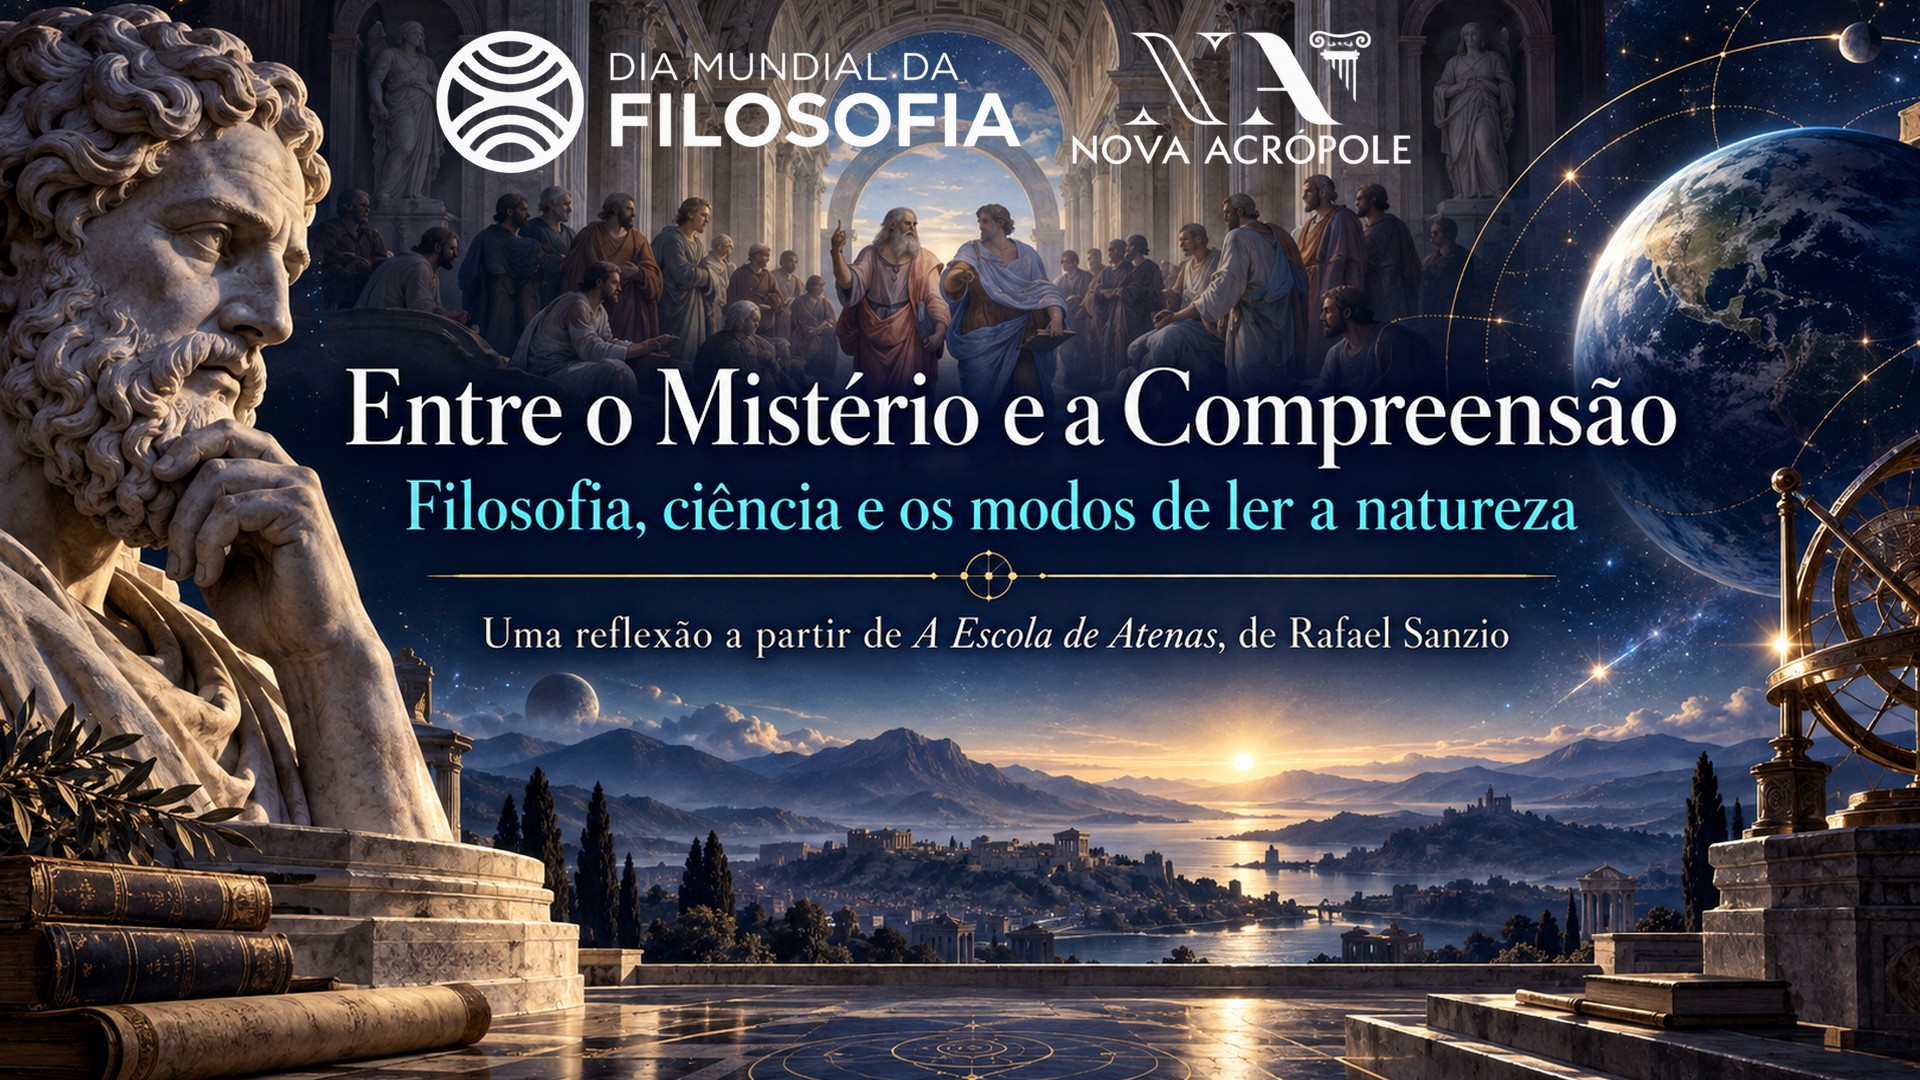 DIA MUNDIAL DA
FILOSOFIA
NA
NOVA ACRÓPOLE
Entre o Mistério e a Compreensão
Filosofia, ciência e os modos de ler a natureza
Uma reflexão a partir de A Escola de Atenas, de Rafael Sanzio